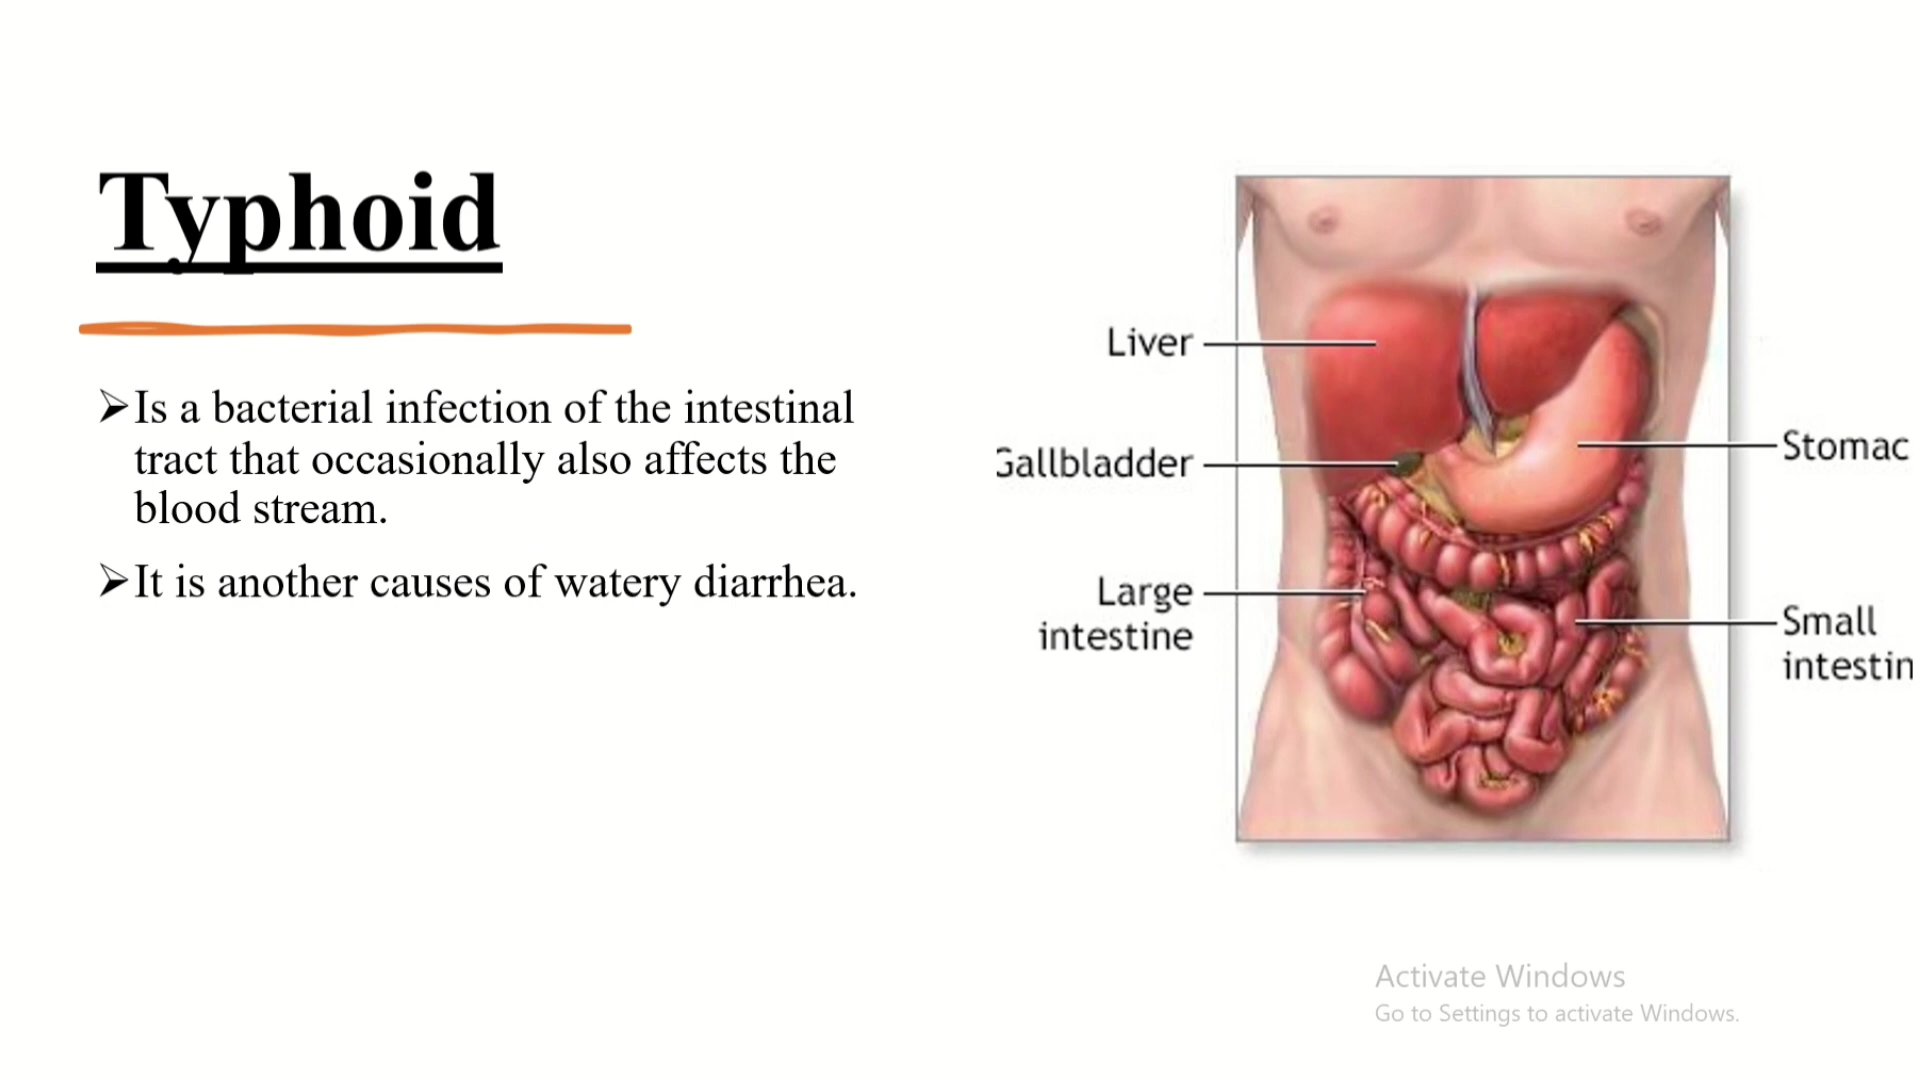 Typhoid
➢Is a bacterial infection of the intestinal
tract that occasionally also affects the
blood stream.
➢It is another causes of watery diarrhea.
Liver
Gallbladder
Large
intestine
Stomac
Small
intestin
Activate Windows
Go to Settings to activate Windows.